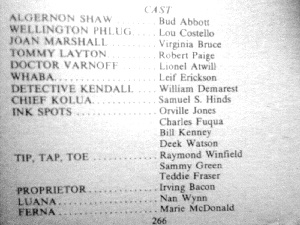 CAST
ALGERNON SHAW ........ Bud Abbott
WELLINGTON PHLUG.. Lou Costello
JOAN MARSHALL ....... Virginia Bruce
TOMMY LAYTON ........ Robert Paige
DOCTOR VARNOFF ..... Lionel Atwill
WHABA ................ Leif Erickson
DETECTIVE KENDALL .. William Demarest
CHIEF KOLUA .......... Samuel S. Hinds
INK SPOTS ............ Orville Jones
Charles Fuqua
Bill Kenney
Deek Watson
TIP, TAP, TOE ......... Raymond Winfield
Sammy Green
Teddie Fraser
PROPRIETOR .......... Irving Bacon
LUANA ................ Nan Wynn
FERNA ................ Marie McDonald
266